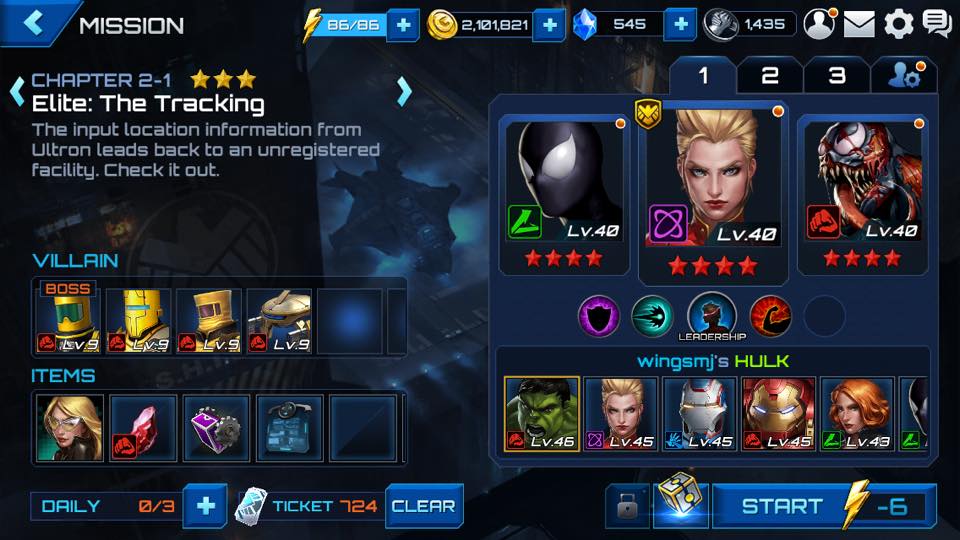 MISSION
86/86
2,101,821
545
1,435
CHAPTER 2-1
Elite: The Tracking
The input location information from
Ultron leads back to an unregistered
facility. Check it out.
1
2
3
Lv.40
Lv.40
Lv.40
VILLAIN
BOSS
Lv.9
Lv.9
Lv.9
Lv.9
LEADERSHIP
wingsmj's HULK
Lv.46
Lv.45
Lv.45
Lv.45
Lv.43
ITEMS
DAILY 0/3
TICKET 724
CLEAR
START
-6